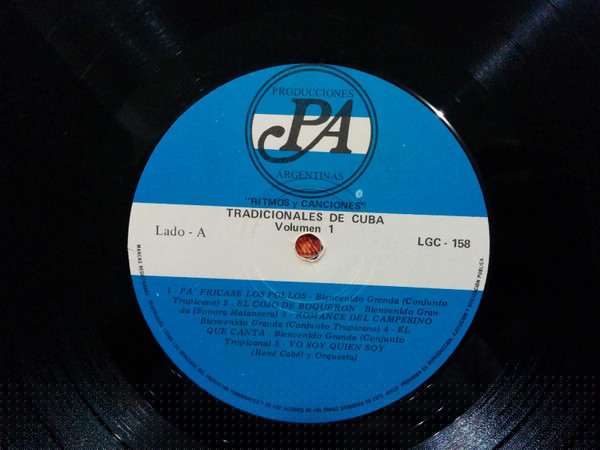 PRODUCCIONES
PA
ARGENTINAS
"RITMOS y CANCIONES"
TRADICIONALES DE CUBA
Volumen 1
Lado - A
LGC - 158
1 - PA' FRICASE LOS POLLOS - Bienvenido Granda (Conjunto
Tropicana) 2 - EL COJO DE BOQUERON - Bienvenido Gran-
da (Sonora Matancera) 3 - ROMANCE DEL CAMPESINO
Bienvenido Granda (Conjunto Tropicana) 4 - EL
QUE CANTA - Bienvenido Granda (Conjunto
Tropicana) 5 - YO SOY QUIEN SOY
(René Cabél y Orquesta)